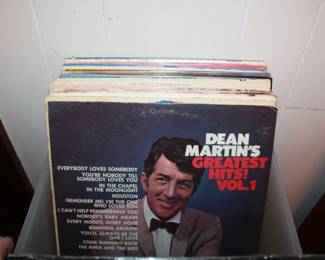 DEAN
MARTIN'S
GREATEST
HITS!
VOL.1
EVERYBODY LOVES SOMEBODY
YOU'RE NOBODY TILL
SOMEBODY LOVES YOU
IN THE CHAPEL
IN THE MOONLIGHT
HOUSTON
(REMEMBER ME) I'M THE ONE
WHO LOVES YOU
I CAN'T HELP REMEMBERING YOU
NOBODY'S BABY AGAIN
EVERY MINUTE, EVERY HOUR
BUMMING AROUND
YOU'LL ALWAYS BE THE
ONE I LOVE
COME RUNNING BACK
THE BIRDS AND THE BEES